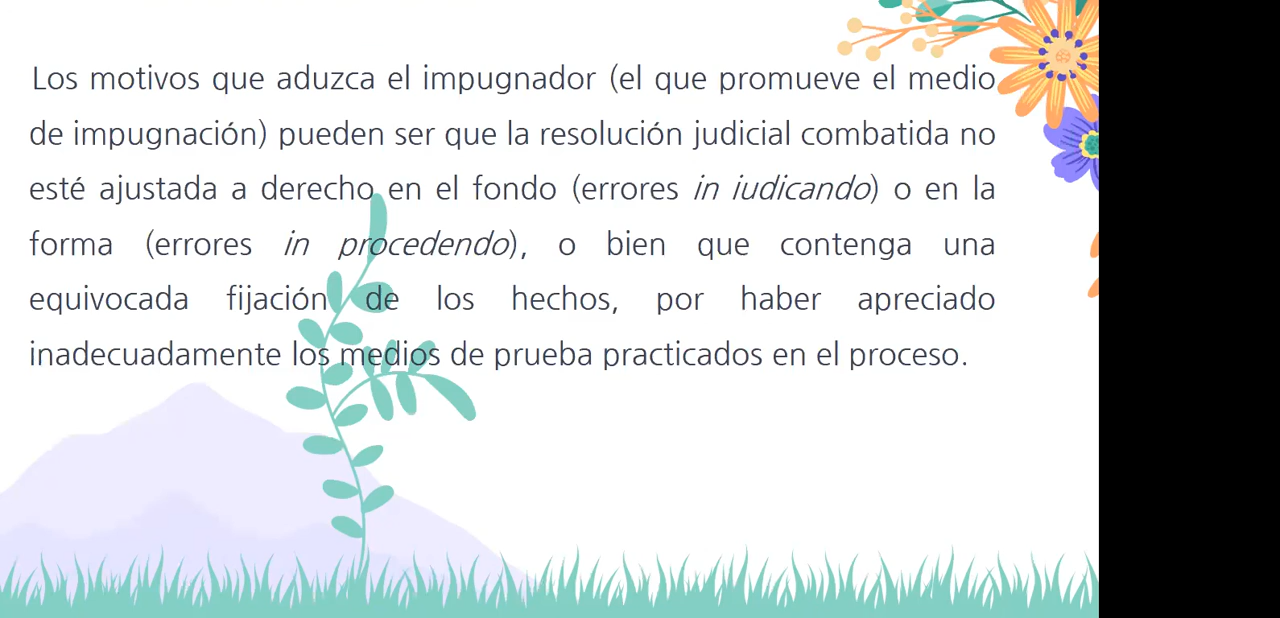 Los motivos que aduzca el impugnador (el que promueve el medio
de impugnación) pueden ser que la resolución judicial combatida no
esté ajustada a derecho en el fondo (errores in iudicando) o en la
forma (errores in procedendo), o bien que contenga una
equivocada fijación de los hechos, por haber apreciado
inadecuadamente los medios de prueba practicados en el proceso.